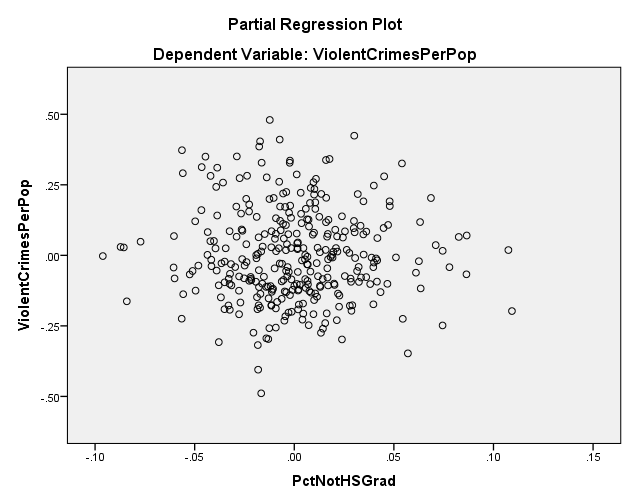 Partial Regression Plot
Dependent Variable: ViolentCrimesPerPop
ViolentCrimesPerPop
.50
.25
.00
-.25
-.50
-.10
-.05
.00
.05
.10
.15
PctNotHSGrad